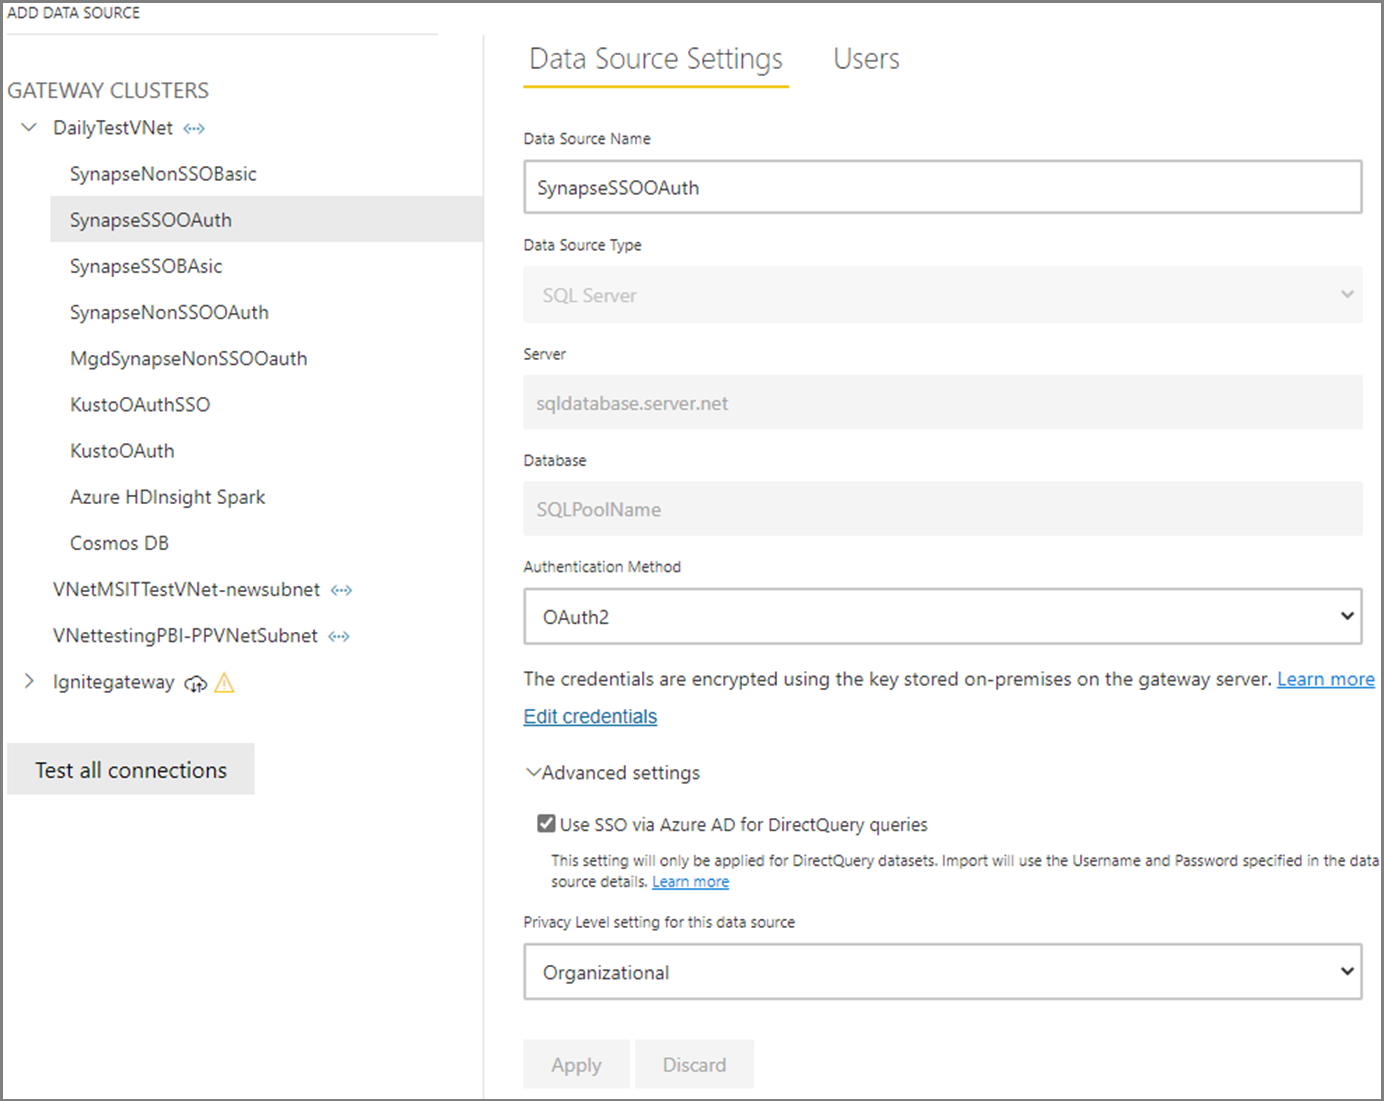 ADD DATA SOURCE
GATEWAY CLUSTERS
DailyTestVNet
SynapseNonSSOBasic
SynapseSSOOAuth
SynapseSSOBAsic
SynapseNonSSOOAuth
MgdSynapseNonSSOOauth
KustoOAuthSSO
KustoOAuth
Azure HDInsight Spark
Cosmos DB
VNetMSITTestVNet-newsubnet
VNettestingPBI-PPVNetSubnet
Ignitegateway
Test all connections
Data Source Settings Users
Data Source Name
SynapseSSOOAuth
Data Source Type
SQL Server
Server
sqldatabase.server.net
Database
SQLPoolName
Authentication Method
OAuth2
The credentials are encrypted using the key stored on-premises on the gateway server. Learn more
Edit credentials
Advanced settings
Use SSO via Azure AD for DirectQuery queries
This setting will only be applied for DirectQuery datasets. Import will use the Username and Password specified in the data
source details. Learn more
Privacy Level setting for this data source
Organizational
Apply Discard